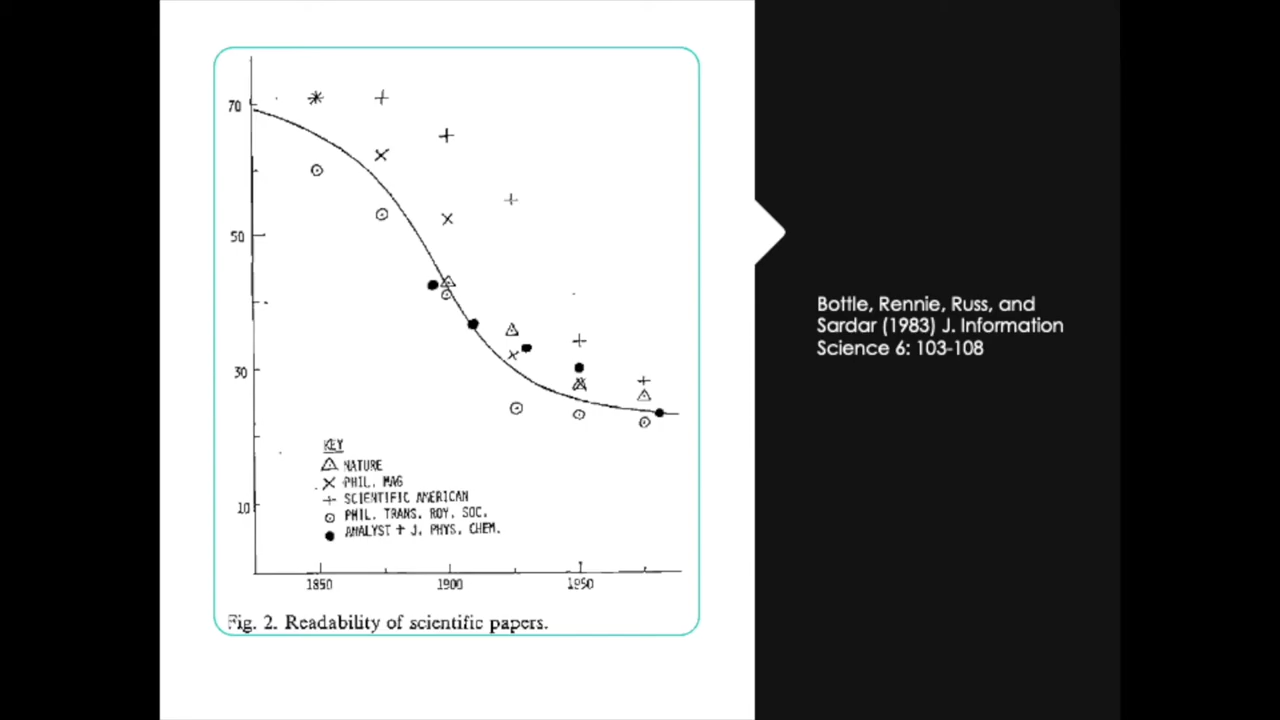 70
50
30
10
KEY
NATURE
PHIL. MAG
SCIENTIFIC AMERICAN
PHIL. TRANS. ROY. SOC.
ANALYST + J. PHYS. CHEM.
1850 1900 1950
Fig. 2. Readability of scientific papers.
Bottle, Rennie, Russ, and
Sardar (1983) J. Information
Science 6: 103-108